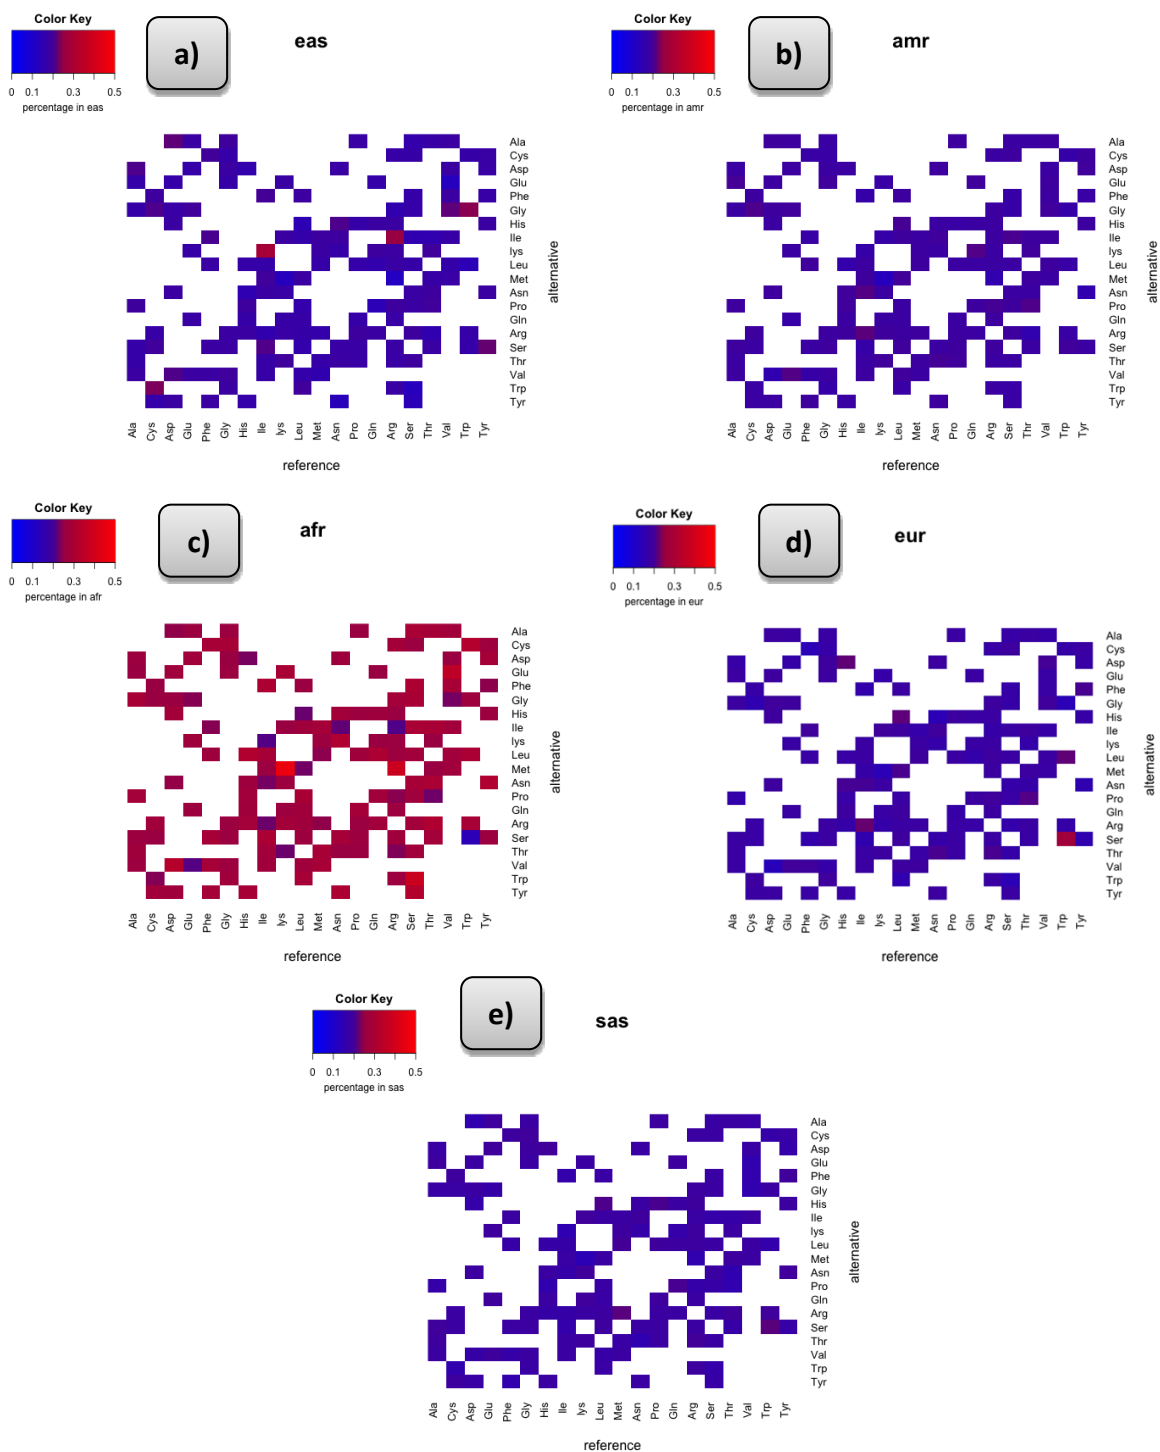 Color Key
0 0.1 0.3 0.5
percentage in eas
a)
eas
Ala
Cys
Asp
Glu
Phe
Gly
His
Ile
lys
Leu
Met
Asn
Pro
Gln
Arg
Ser
Thr
Val
Trp
Tyr
alternative
Ala Cys Asp Glu Phe Gly His Ile lys Leu Met Asn Pro Gln Arg Ser Thr Val Trp Tyr
reference
Color Key
0 0.1 0.3 0.5
percentage in amr
b)
amr
Ala
Cys
Asp
Glu
Phe
Gly
His
Ile
lys
Leu
Met
Asn
Pro
Gln
Arg
Ser
Thr
Val
Trp
Tyr
alternative
Ala Cys Asp Glu Phe Gly His Ile lys Leu Met Asn Pro Gln Arg Ser Thr Val Trp Tyr
reference
Color Key
0 0.1 0.3 0.5
percentage in afr
c)
afr
Ala
Cys
Asp
Glu
Phe
Gly
His
Ile
lys
Leu
Met
Asn
Pro
Gln
Arg
Ser
Thr
Val
Trp
Tyr
alternative
Ala Cys Asp Glu Phe Gly His Ile lys Leu Met Asn Pro Gln Arg Ser Thr Val Trp Tyr
reference
Color Key
0 0.1 0.3 0.5
percentage in eur
d)
eur
Ala
Cys
Asp
Glu
Phe
Gly
His
Ile
lys
Leu
Met
Asn
Pro
Gln
Arg
Ser
Thr
Val
Trp
Tyr
alternative
Ala Cys Asp Glu Phe Gly His Ile lys Leu Met Asn Pro Gln Arg Ser Thr Val Trp Tyr
reference
Color Key
0 0.1 0.3 0.5
percentage in sas
e)
sas
Ala
Cys
Asp
Glu
Phe
Gly
His
Ile
lys
Leu
Met
Asn
Pro
Gln
Arg
Ser
Thr
Val
Trp
Tyr
alternative
Ala Cys Asp Glu Phe Gly His Ile lys Leu Met Asn Pro Gln Arg Ser Thr Val Trp Tyr
reference